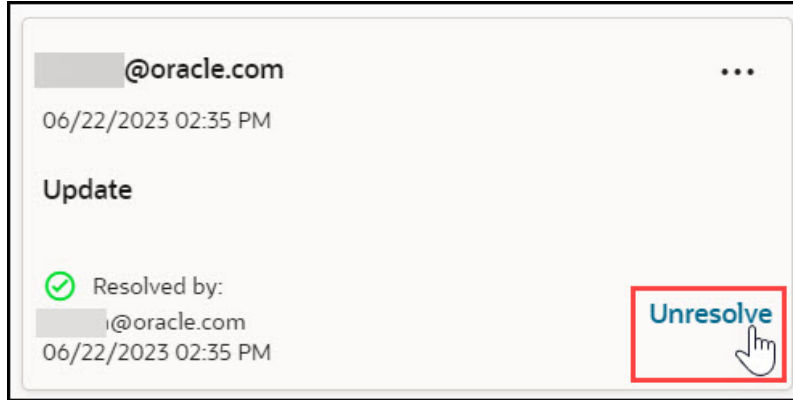 @oracle.com
06/22/2023 02:35 PM
Update
Resolved by:
@oracle.com
06/22/2023 02:35 PM
Unresolve